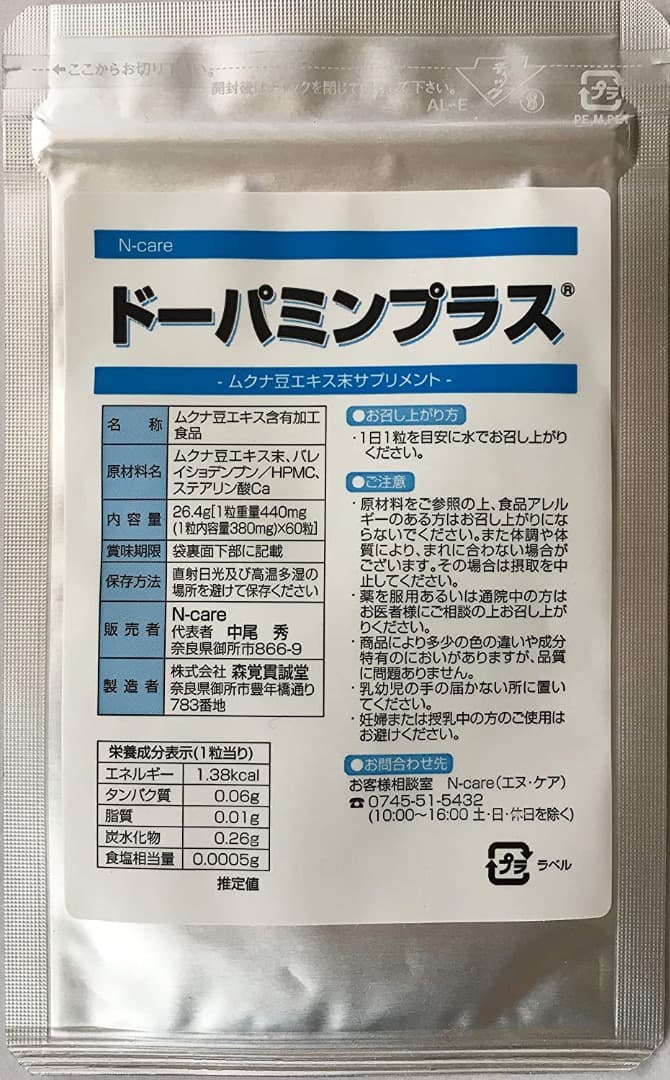 ←ここからお切り下さい。
開封後はチャックを閉じて保存して下さい。
チャック
AL-E
プラ
PE,M,PET
N-care
ドーパミンプラス®
- ムクナ豆エキス末サプリメント -
名 称 ムクナ豆エキス含有加工
食品
原材料名 ムクナ豆エキス末、バレ
イショデンプン/HPMC、
ステアリン酸Ca
内 容 量 26.4g[1粒重量440mg
(1粒内容量380mg)×60粒]
賞味期限 袋裏面下部に記載
保存方法 直射日光及び高温多湿の
場所を避けて保存ください
販 売 者 N-care
代表者 中尾 秀
奈良県御所市866-9
製 造 者 株式会社 森覚貫誠堂
奈良県御所市豊年橋通り
783番地
栄養成分表示(1粒当り)
エネルギー 1.38kcal
タンパク質 0.06g
脂質 0.01g
炭水化物 0.26g
食塩相当量 0.0005g
推定値
●お召し上がり方
・1日1粒を目安に水でお召し上がり
ください。
●ご注意
・原材料をご参照の上、食品アレル
ギーのある方はお召し上がりにな
らないでください。また体調や体
質により、まれに合わない場合が
ございます。その場合は摂取を中
止してください。
・薬を服用あるいは通院中の方は
お医者様にご相談の上お召し上が
りください。
・商品により多少の色の違いや成分
特有のにおいがありますが、品質
に問題ありません。
・乳幼児の手の届かない所に置い
てください。
・妊婦または授乳中の方のご使用は
お避けください。
●お問合わせ先
お客様相談室 N-care(エヌ・ケア)
☎ 0745-51-5432
(10:00〜16:00 土・日・休日を除く)
プラ ラベル